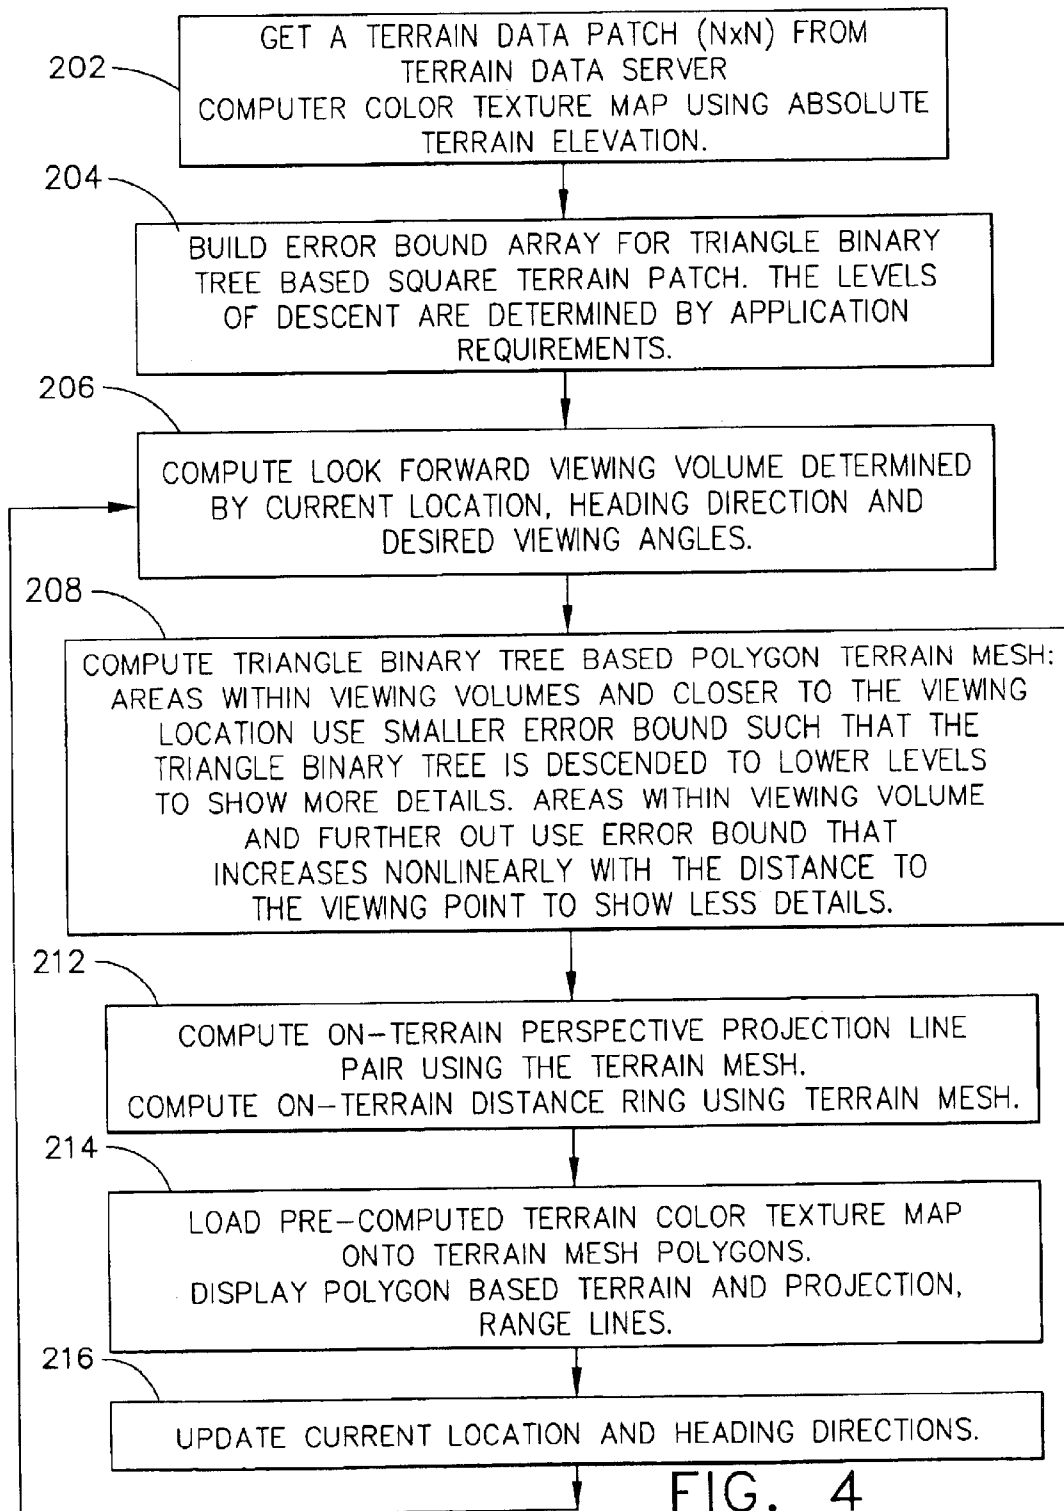 202
GET A TERRAIN DATA PATCH (NxN) FROM
TERRAIN DATA SERVER
COMPUTER COLOR TEXTURE MAP USING ABSOLUTE
TERRAIN ELEVATION.
204
BUILD ERROR BOUND ARRAY FOR TRIANGLE BINARY
TREE BASED SQUARE TERRAIN PATCH. THE LEVELS
OF DESCENT ARE DETERMINED BY APPLICATION
REQUIREMENTS.
206
COMPUTE LOOK FORWARD VIEWING VOLUME DETERMINED
BY CURRENT LOCATION, HEADING DIRECTION AND
DESIRED VIEWING ANGLES.
208
COMPUTE TRIANGLE BINARY TREE BASED POLYGON TERRAIN MESH:
AREAS WITHIN VIEWING VOLUMES AND CLOSER TO THE VIEWING
LOCATION USE SMALLER ERROR BOUND SUCH THAT THE
TRIANGLE BINARY TREE IS DESCENDED TO LOWER LEVELS
TO SHOW MORE DETAILS. AREAS WITHIN VIEWING VOLUME
AND FURTHER OUT USE ERROR BOUND THAT
INCREASES NONLINEARLY WITH THE DISTANCE TO
THE VIEWING POINT TO SHOW LESS DETAILS.
212
COMPUTE ON-TERRAIN PERSPECTIVE PROJECTION LINE
PAIR USING THE TERRAIN MESH.
COMPUTE ON-TERRAIN DISTANCE RING USING TERRAIN MESH.
214
LOAD PRE-COMPUTED TERRAIN COLOR TEXTURE MAP
ONTO TERRAIN MESH POLYGONS.
DISPLAY POLYGON BASED TERRAIN AND PROJECTION,
RANGE LINES.
216
UPDATE CURRENT LOCATION AND HEADING DIRECTIONS.
FIG. 4